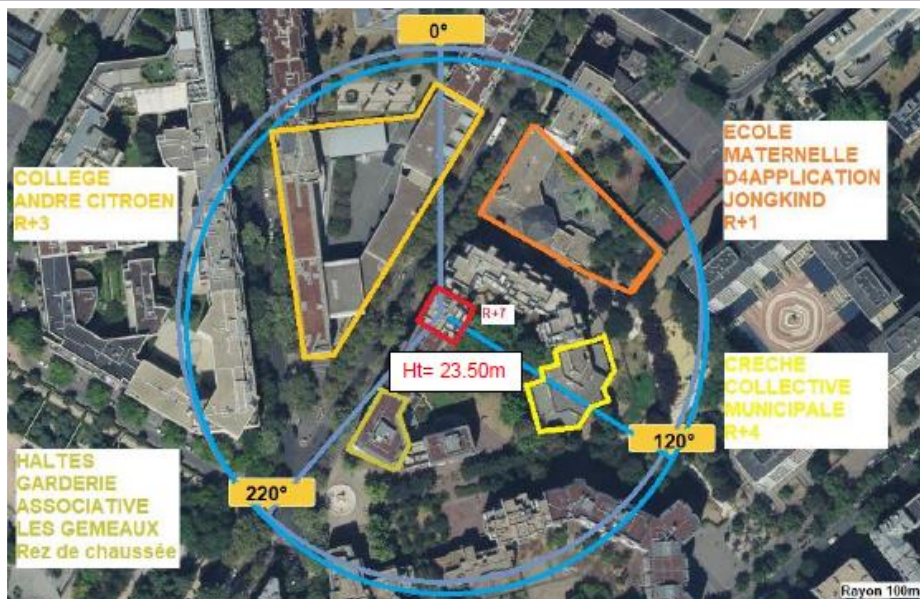 0°
COLLEGE
ANDRE CITROEN
R+3
ECOLE
MATERNELLE
D4APPLICATION
JONGKIND
R+1
R+7
Ht= 23.50m
CRECHE
COLLECTIVE
MUNICIPALE
R+4
120°
HALTES
GARDERIE
ASSOCIATIVE
LES GEMEAUX
Rez de chaussée
220°
Rayon 100m